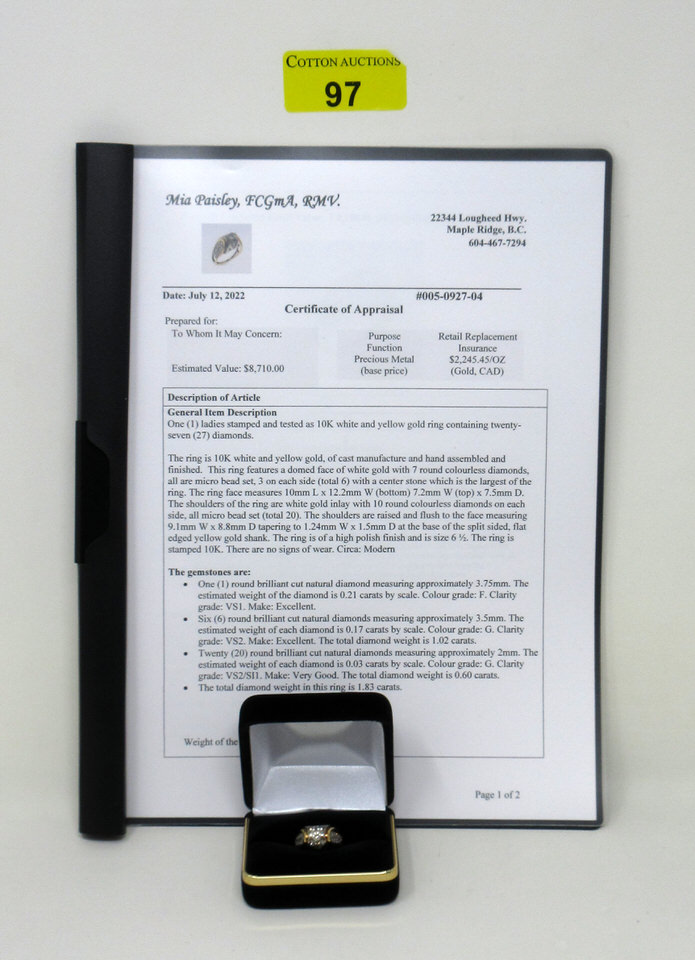 COTTON AUCTIONS
97
Mia Paisley, FCGmA, RMV.
22344 Lougheed Hwy.
Maple Ridge, B.C.
604-467-7294
Date: July 12, 2022 #005-0927-04
Certificate of Appraisal
Prepared for:
To Whom It May Concern:
Estimated Value: $8,710.00
Purpose Retail Replacement
Function Insurance
Precious Metal $2,245.45/OZ
(base price) (Gold, CAD)
Description of Article
General Item Description
One (1) ladies stamped and tested as 10K white and yellow gold ring containing twenty-
seven (27) diamonds.
The ring is 10K white and yellow gold, of cast manufacture and hand assembled and
finished. This ring features a domed face of white gold with 7 round colourless diamonds,
all are micro bead set, 3 on each side (total 6) with a center stone which is the largest of the
ring. The ring face measures 10mm L x 12.2mm W (bottom) 7.2mm W (top) x 7.5mm D.
The shoulders of the ring are white gold inlay with 10 round colourless diamonds on each
side, all micro bead set (total 20). The shoulders are raised and flush to the face measuring
9.1mm W x 8.8mm D tapering to 1.24mm W x 1.5mm D at the base of the split sided, flat
edged yellow gold shank. The ring is of a high polish finish and is size 6 ½. The ring is
stamped 10K. There are no signs of wear. Circa: Modern
The gemstones are:
• One (1) round brilliant cut natural diamond measuring approximately 3.75mm. The
estimated weight of the diamond is 0.21 carats by scale. Colour grade: F. Clarity
grade: VS1. Make: Excellent.
• Six (6) round brilliant cut natural diamonds measuring approximately 3.5mm. The
estimated weight of each diamond is 0.17 carats by scale. Colour grade: G. Clarity
grade: VS2. Make: Excellent. The total diamond weight is 1.02 carats.
• Twenty (20) round brilliant cut natural diamonds measuring approximately 2mm. The
estimated weight of each diamond is 0.03 carats by scale. Colour grade: G. Clarity
grade: VS2/SI1. Make: Very Good. The total diamond weight is 0.60 carats.
• The total diamond weight in this ring is 1.83 carats.
Weight of the
Page 1 of 2